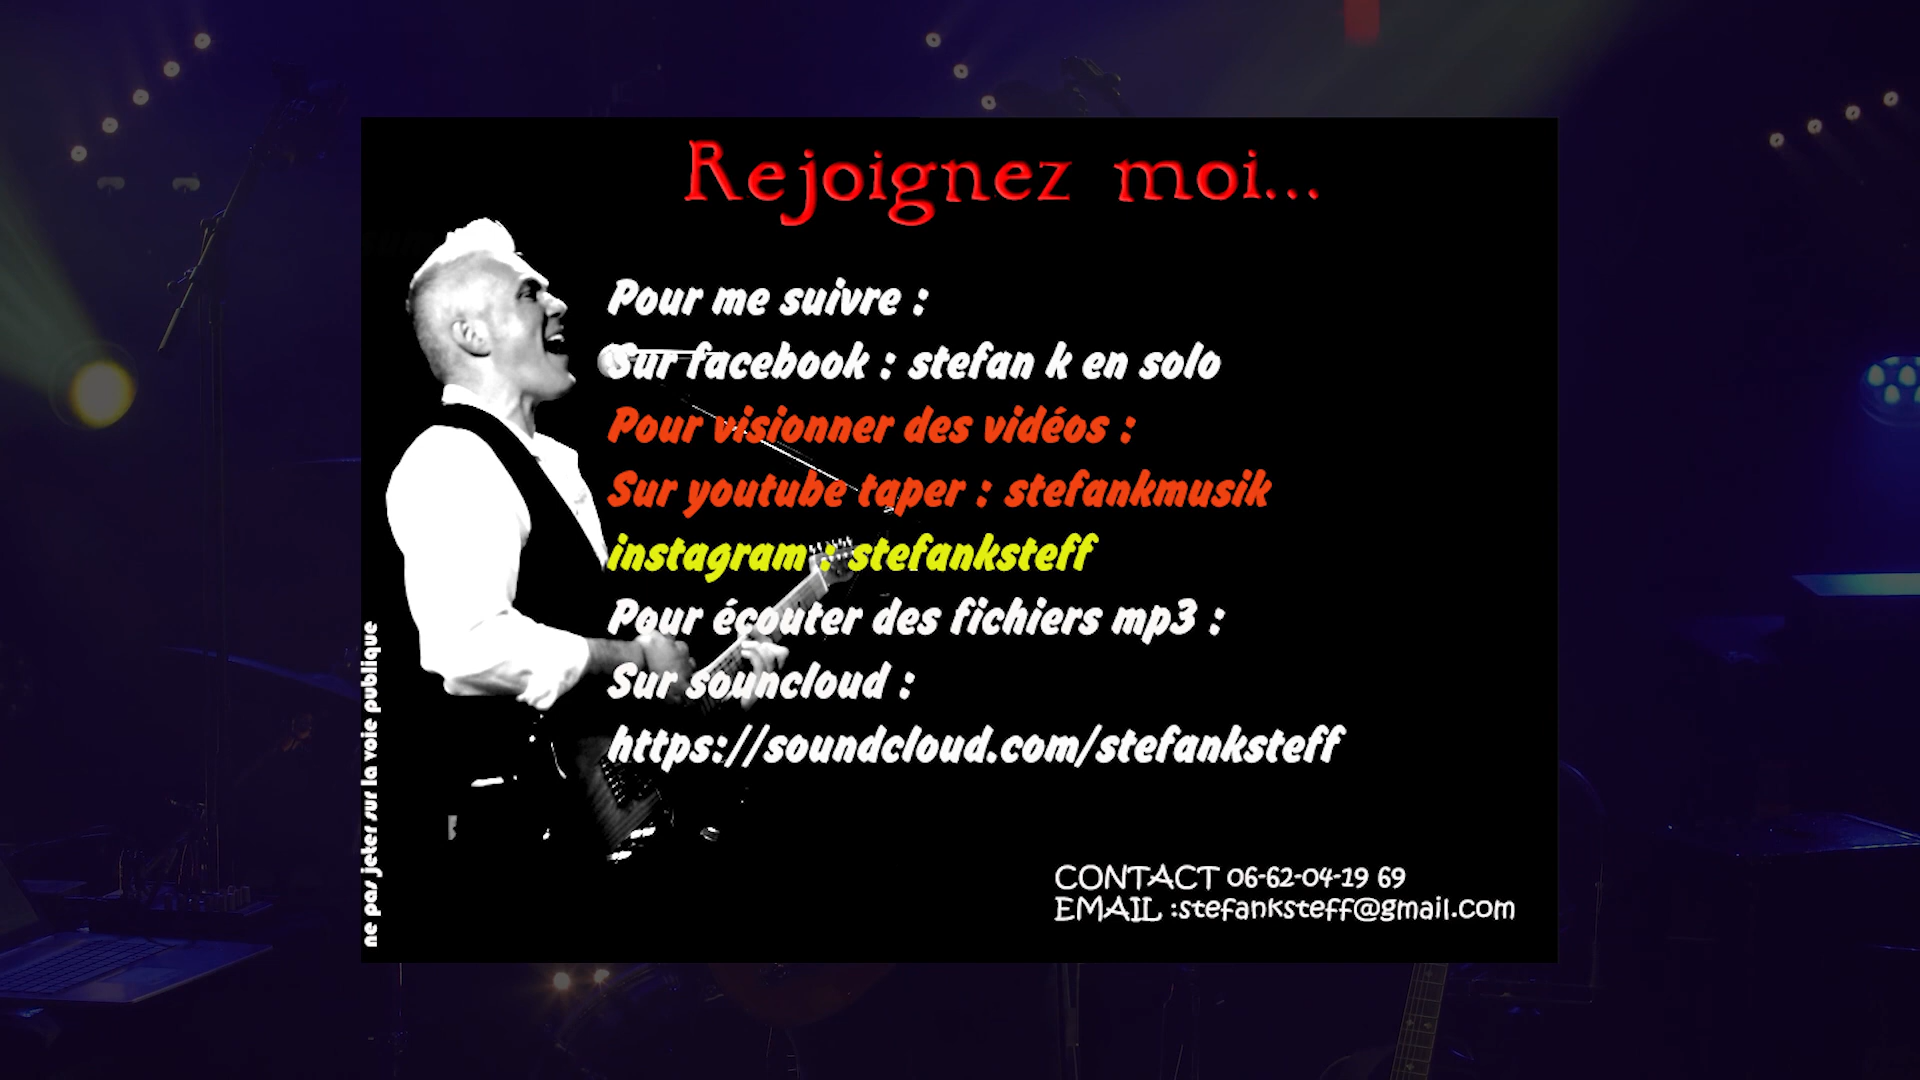 Rejoignez moi...
Pour me suivre :
Sur facebook : stefan k en solo
Pour visionner des vidéos :
Sur youtube taper : stefankmusik
instagram : stefanksteff
Pour écouter des fichiers mp3 :
Sur souncloud :
https://soundcloud.com/stefanksteff
CONTACT 06-62-04-19 69
EMAIL :stefanksteff@gmail.com
ne pas jeter sur la voie publique